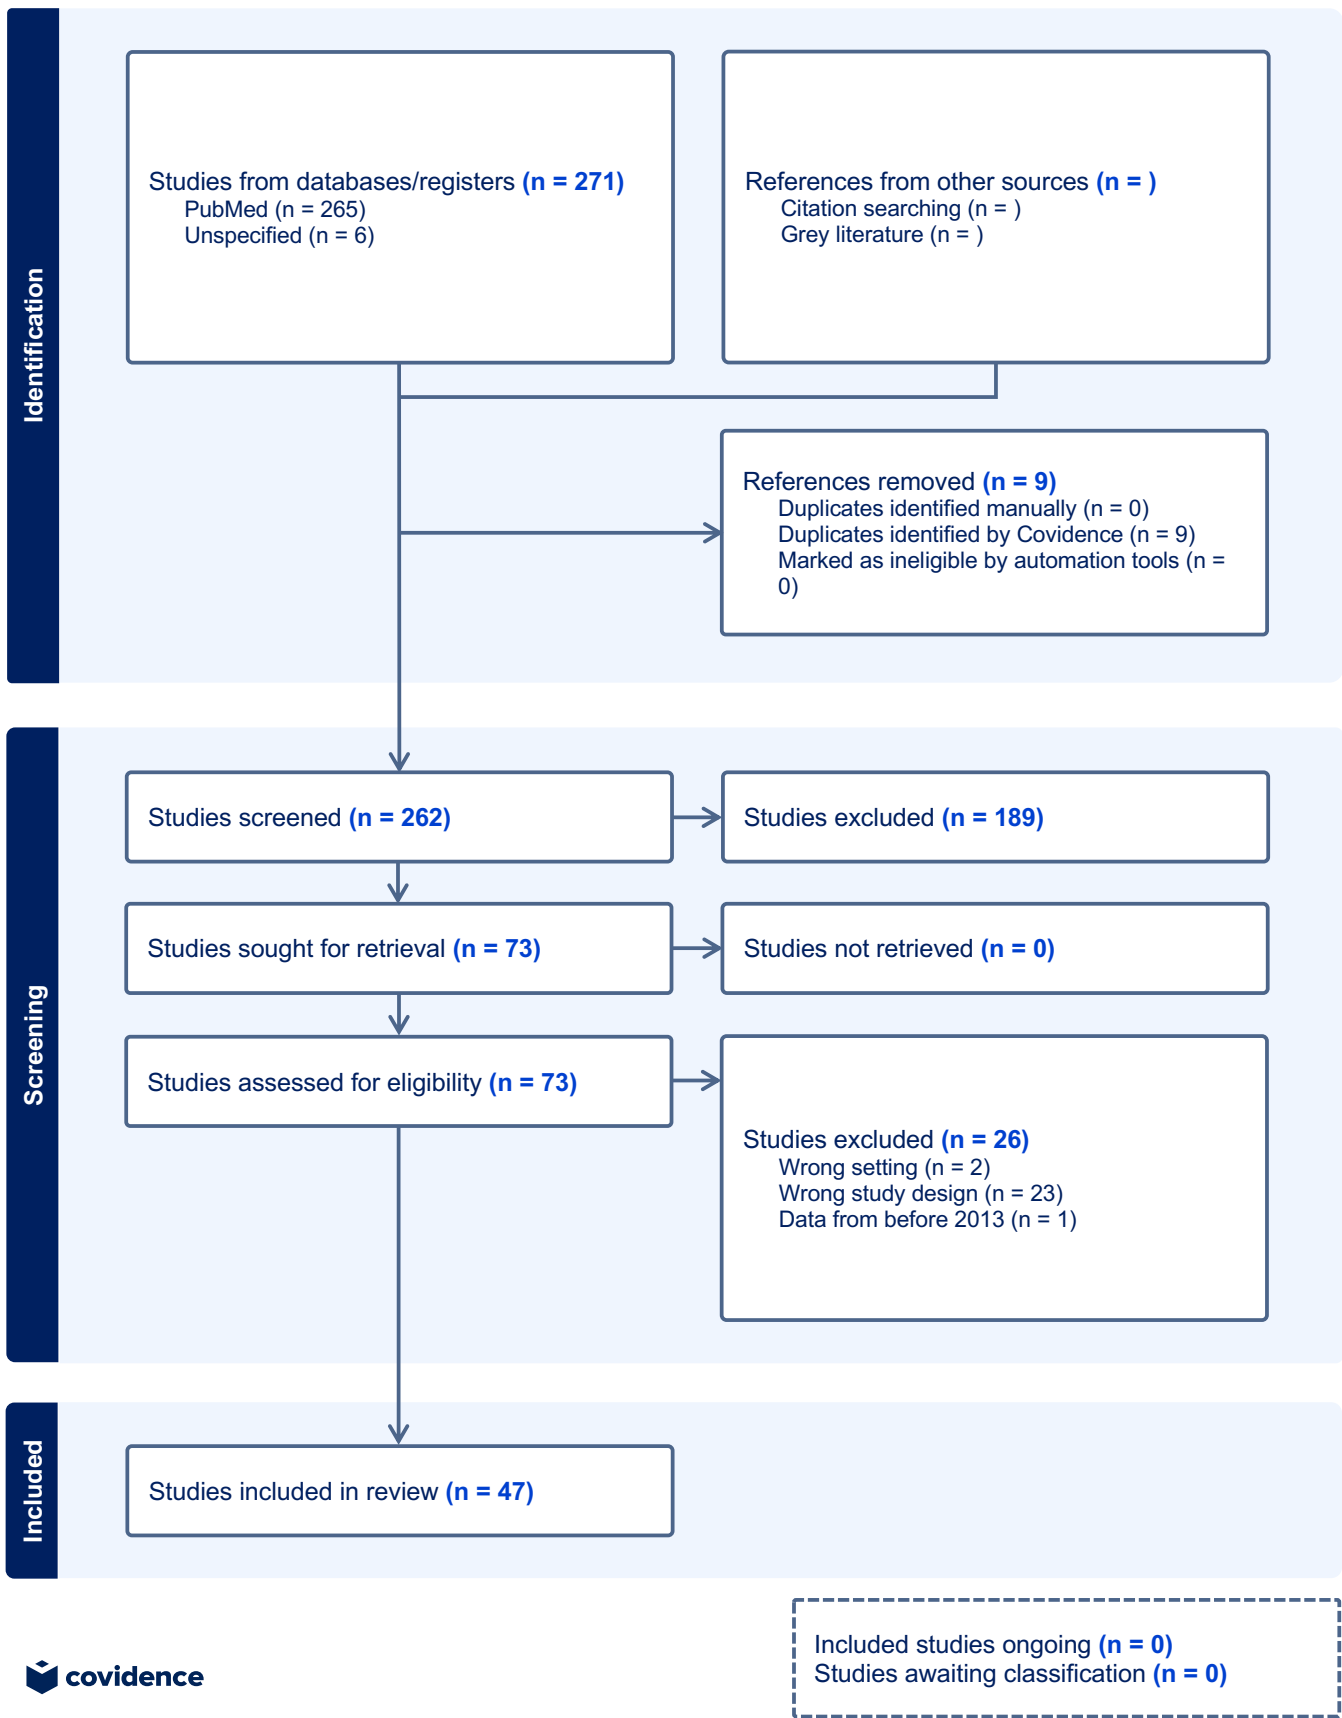 Identification
Studies from databases/registers (n = 271)
PubMed (n = 265)
Unspecified (n = 6)
References from other sources (n = )
Citation searching (n = )
Grey literature (n = )
References removed (n = 9)
Duplicates identified manually (n = 0)
Duplicates identified by Covidence (n = 9)
Marked as ineligible by automation tools (n =
0)
Screening
Studies screened (n = 262)
Studies excluded (n = 189)
Studies sought for retrieval (n = 73)
Studies not retrieved (n = 0)
Studies assessed for eligibility (n = 73)
Studies excluded (n = 26)
Wrong setting (n = 2)
Wrong study design (n = 23)
Data from before 2013 (n = 1)
Included
Studies included in review (n = 47)
Included studies ongoing (n = 0)
Studies awaiting classification (n = 0)
covidence